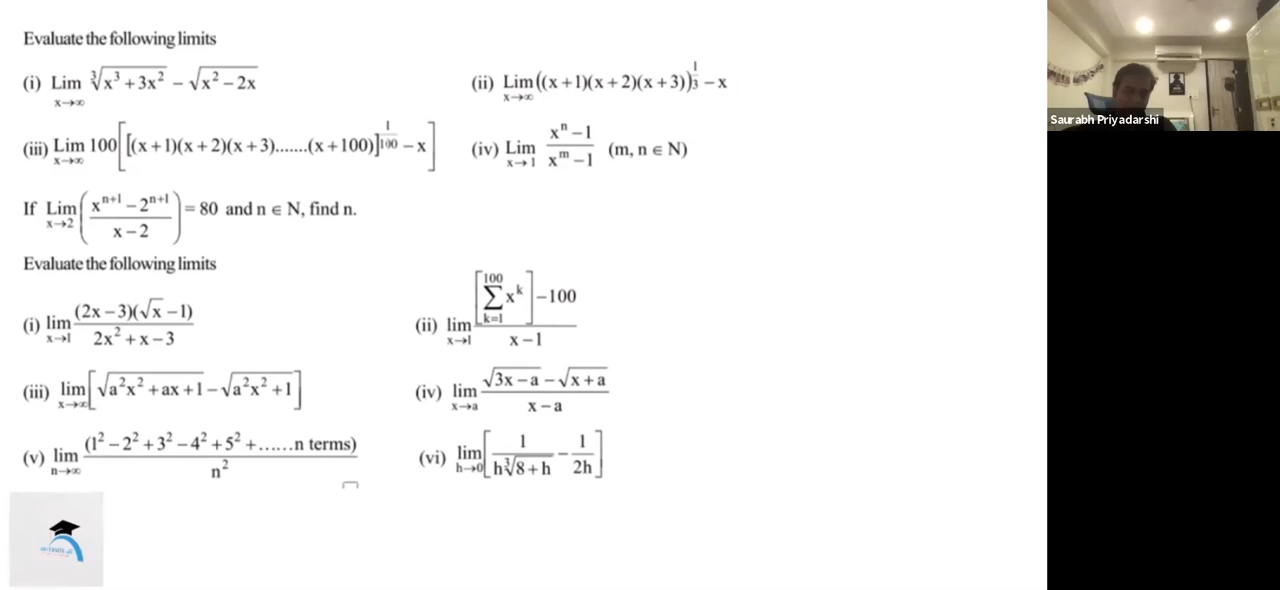 Evaluate the following limits
(i) Lim x→∞ ∛(x³ + 3x²) − √(x² − 2x)
(ii) Lim x→∞ ((x + 1)(x + 2)(x + 3))^(1/3) − x
(iii) Lim x→∞ 100[[(x + 1)(x + 2)(x + 3).......(x + 100)]^(1/100) − x]
(iv) Lim x→1 (xⁿ − 1)/(xᵐ − 1) (m, n ∈ N)
If Lim x→2 ((xⁿ⁺¹ − 2ⁿ⁺¹)/(x − 2)) = 80 and n ∈ N, find n.
Evaluate the following limits
(i) lim x→1 ((2x − 3)(√x − 1))/(2x² + x − 3)
(ii) lim x→1 ([∑ k=1 100 xᵏ] − 100)/(x − 1)
(iii) lim x→∞ [√(a²x² + ax + 1) − √(a²x² + 1)]
(iv) lim x→a (√(3x − a) − √(x + a))/(x − a)
(v) lim n→∞ (1² − 2² + 3² − 4² + 5² + ......n terms)/n²
(vi) lim h→0 [1/(h∛(8 + h)) − 1/(2h)]
Saurabh Priyadarshi